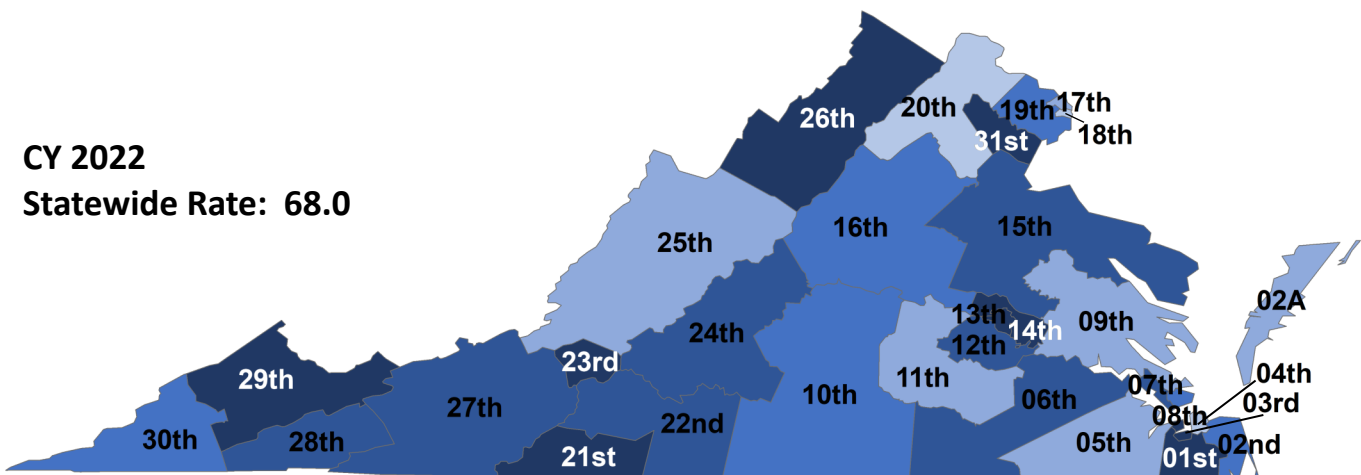 CY 2022
Statewide Rate: 68.0
26th
20th
19th
17th
18th
31st
25th
16th
15th
02A
24th
13th
14th
09th
12th
23rd
29th
11th
04th
07th
03rd
10th
06th
27th
08th
22nd
30th
28th
05th
02nd
21st
01st